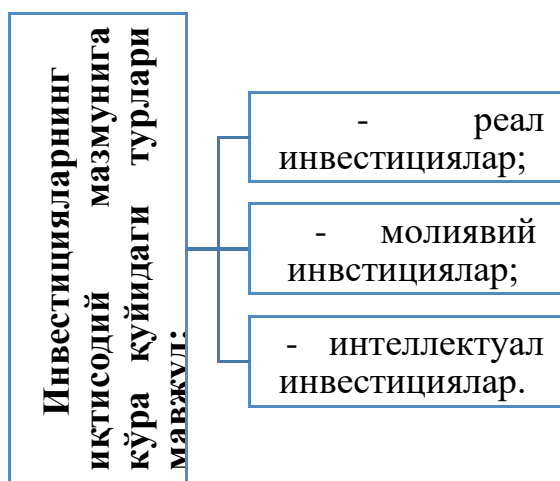 Инвестицияларнинг
иқтисодий мазмунига
кўра қуйидаги турлари
мавжуд:
- реал
инвестициялар;
- молиявий
инвстициялар;
- интеллектуал
инвестициялар.